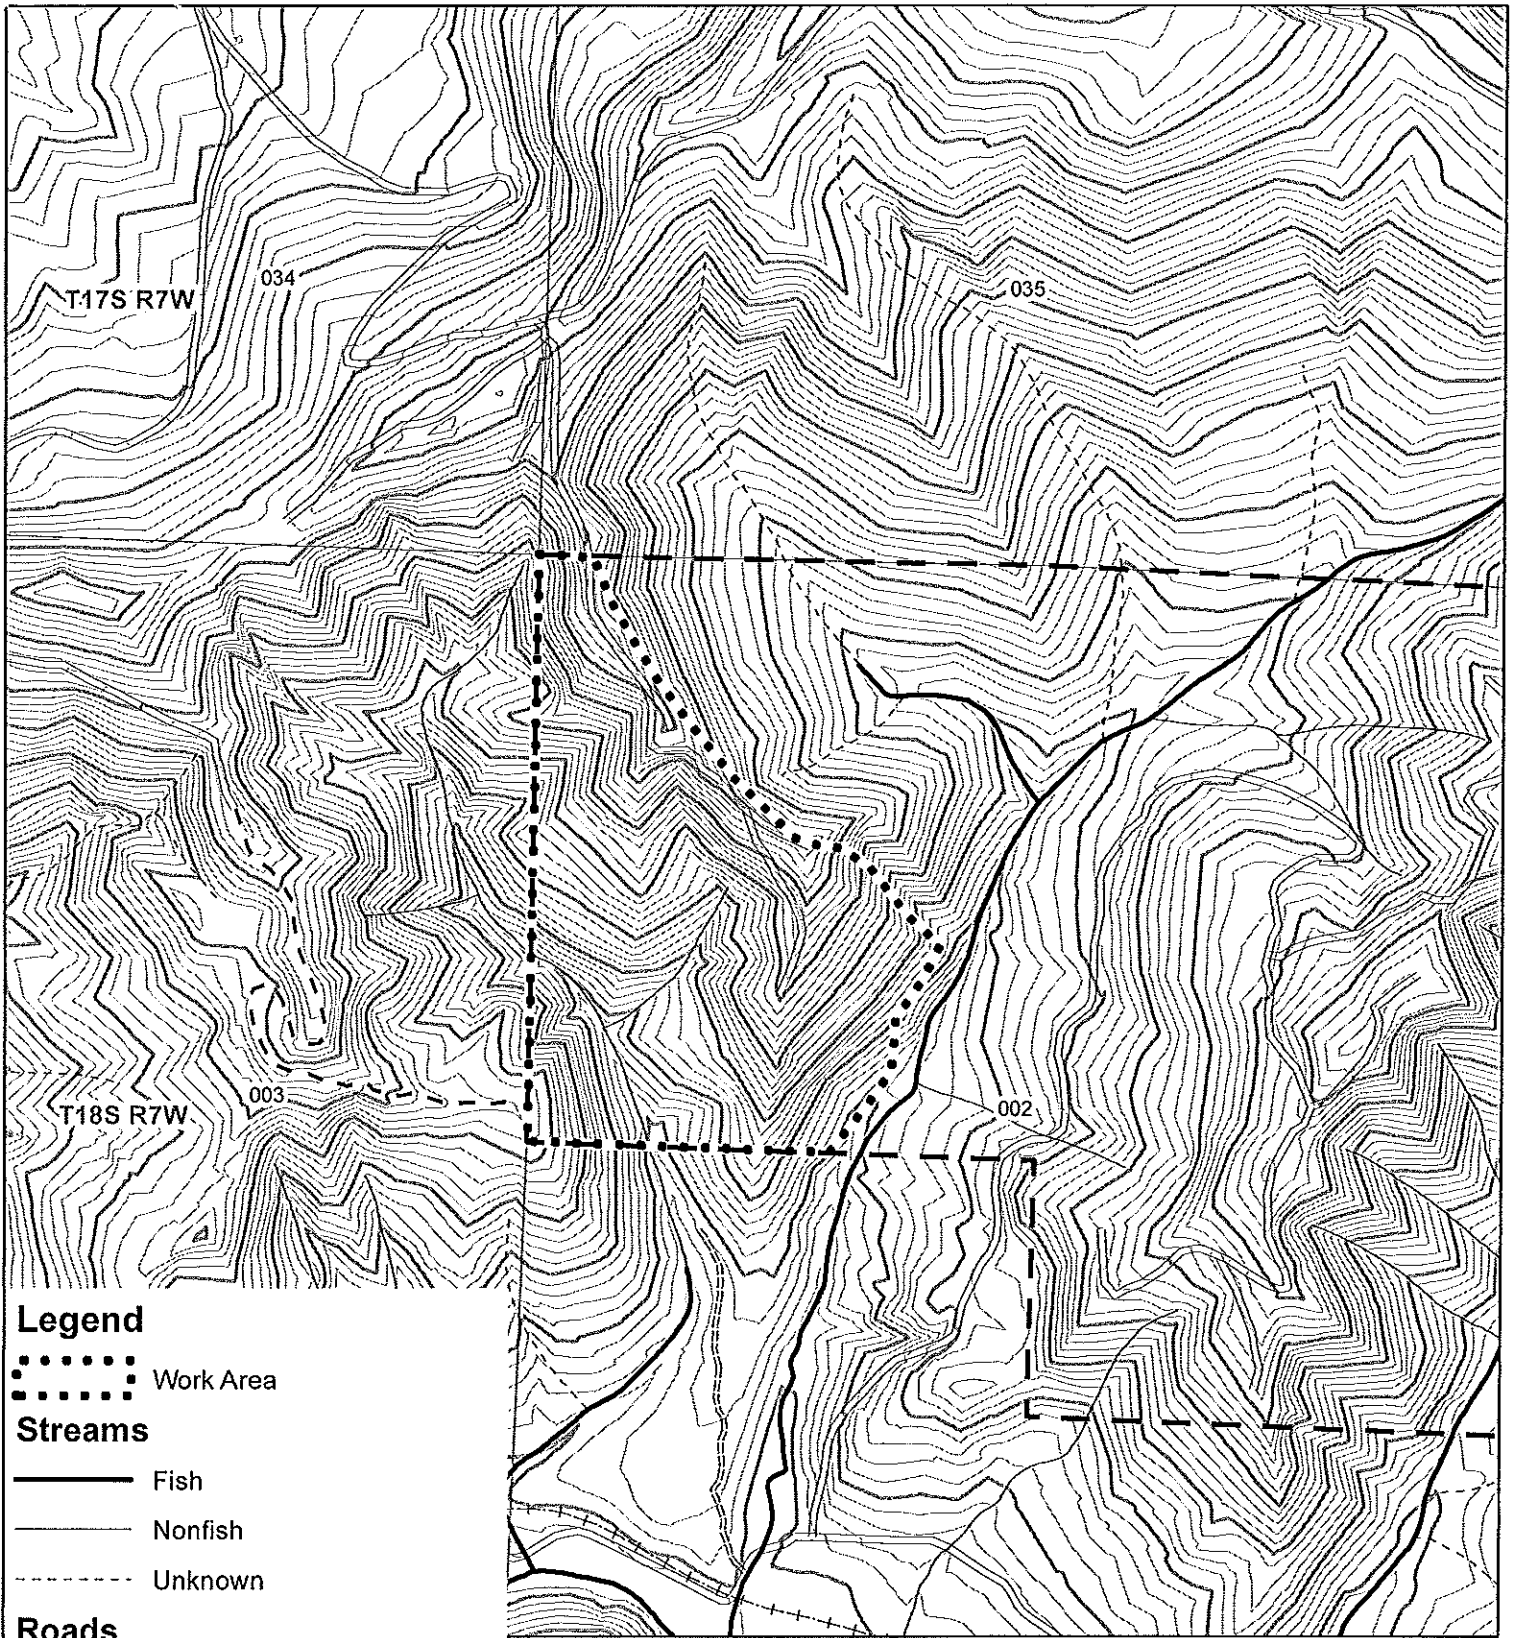 034
T17S R7W
035
003
T18S R7W
002
Legend
Work Area
Streams
Fish
Nonfish
Unknown
Roads